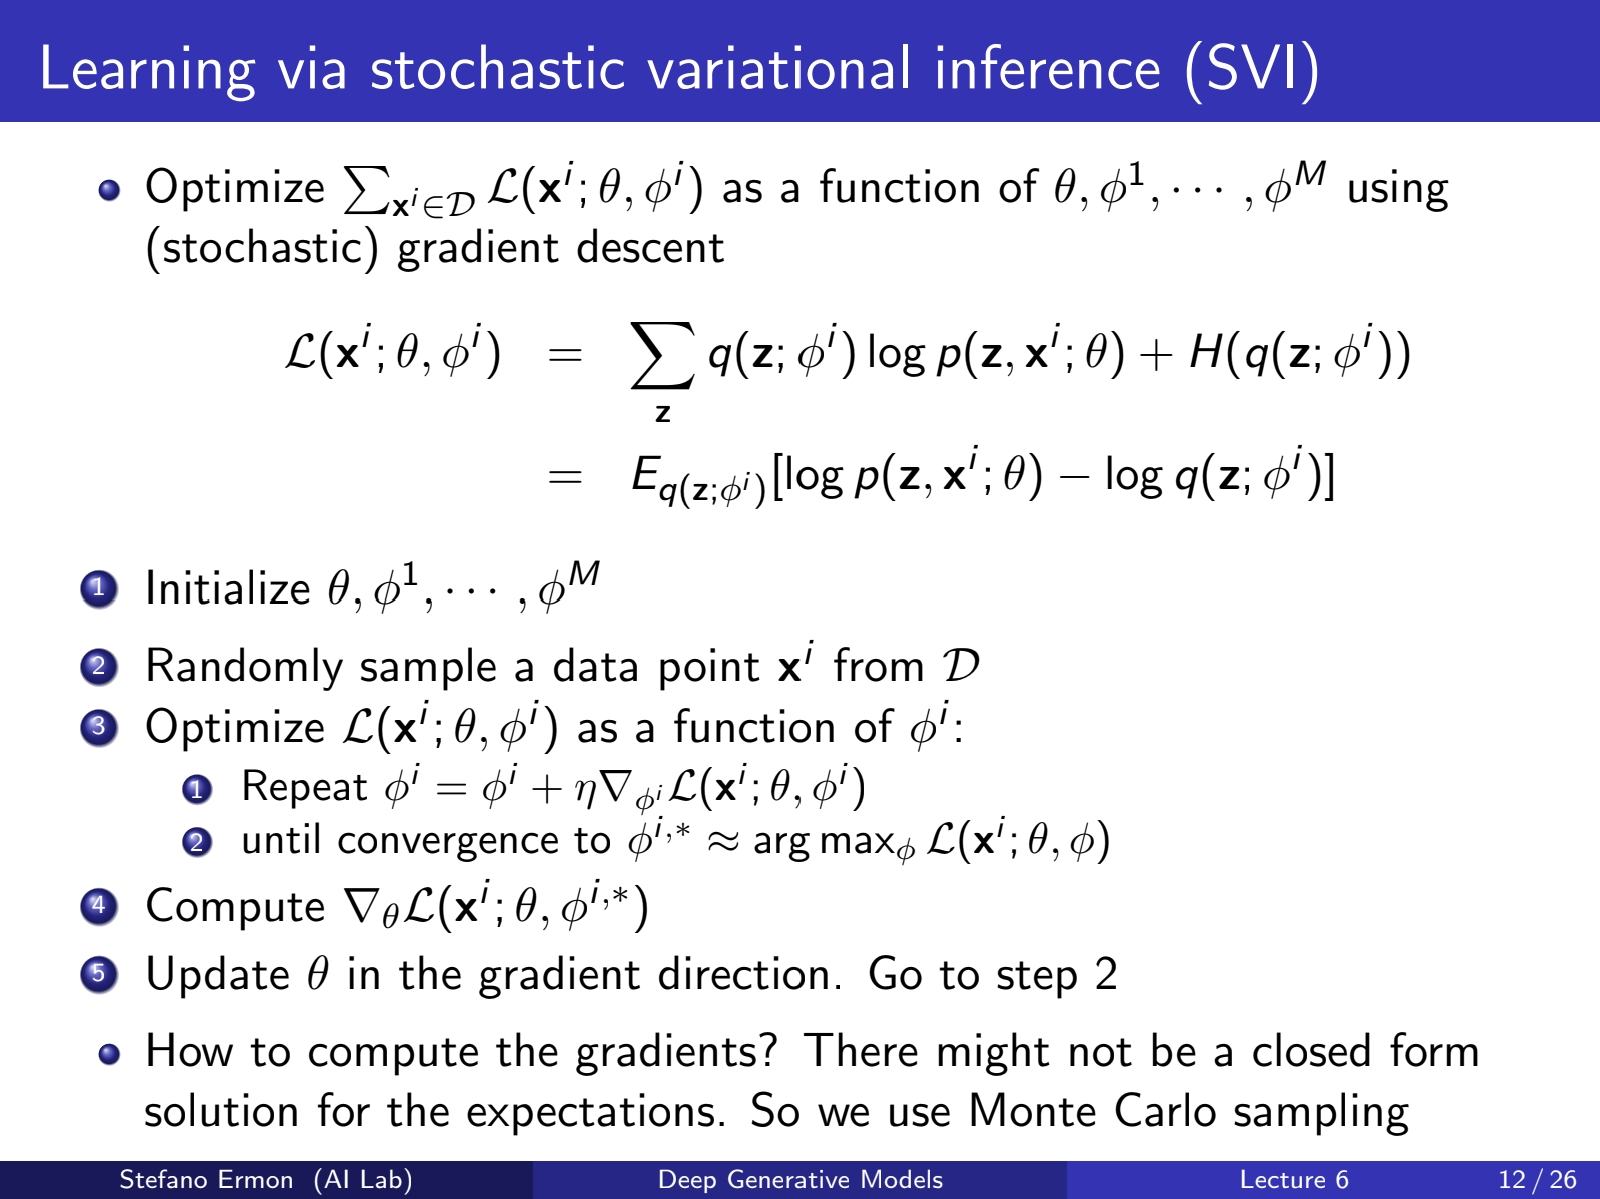 Learning via stochastic variational inference (SVI)
Optimize ∑_{𝐱^i∈𝒟} ℒ(𝐱^i; θ, φ^i) as a function of θ, φ^1, ⋯ , φ^M using
(stochastic) gradient descent
ℒ(𝐱^i; θ, φ^i) = ∑_𝐳 q(𝐳; φ^i) log p(𝐳, 𝐱^i; θ) + H(q(𝐳; φ^i))
= E_{q(𝐳;φ^i)}[log p(𝐳, 𝐱^i; θ) − log q(𝐳; φ^i)]
1 Initialize θ, φ^1, ⋯ , φ^M
2 Randomly sample a data point 𝐱^i from 𝒟
3 Optimize ℒ(𝐱^i; θ, φ^i) as a function of φ^i:
1 Repeat φ^i = φ^i + η∇_{φ^i} ℒ(𝐱^i; θ, φ^i)
2 until convergence to φ^{i,*} ≈ arg max_φ ℒ(𝐱^i; θ, φ)
4 Compute ∇_θ ℒ(𝐱^i; θ, φ^{i,*})
5 Update θ in the gradient direction. Go to step 2
How to compute the gradients? There might not be a closed form
solution for the expectations. So we use Monte Carlo sampling
Stefano Ermon (AI Lab) Deep Generative Models Lecture 6 12 / 26